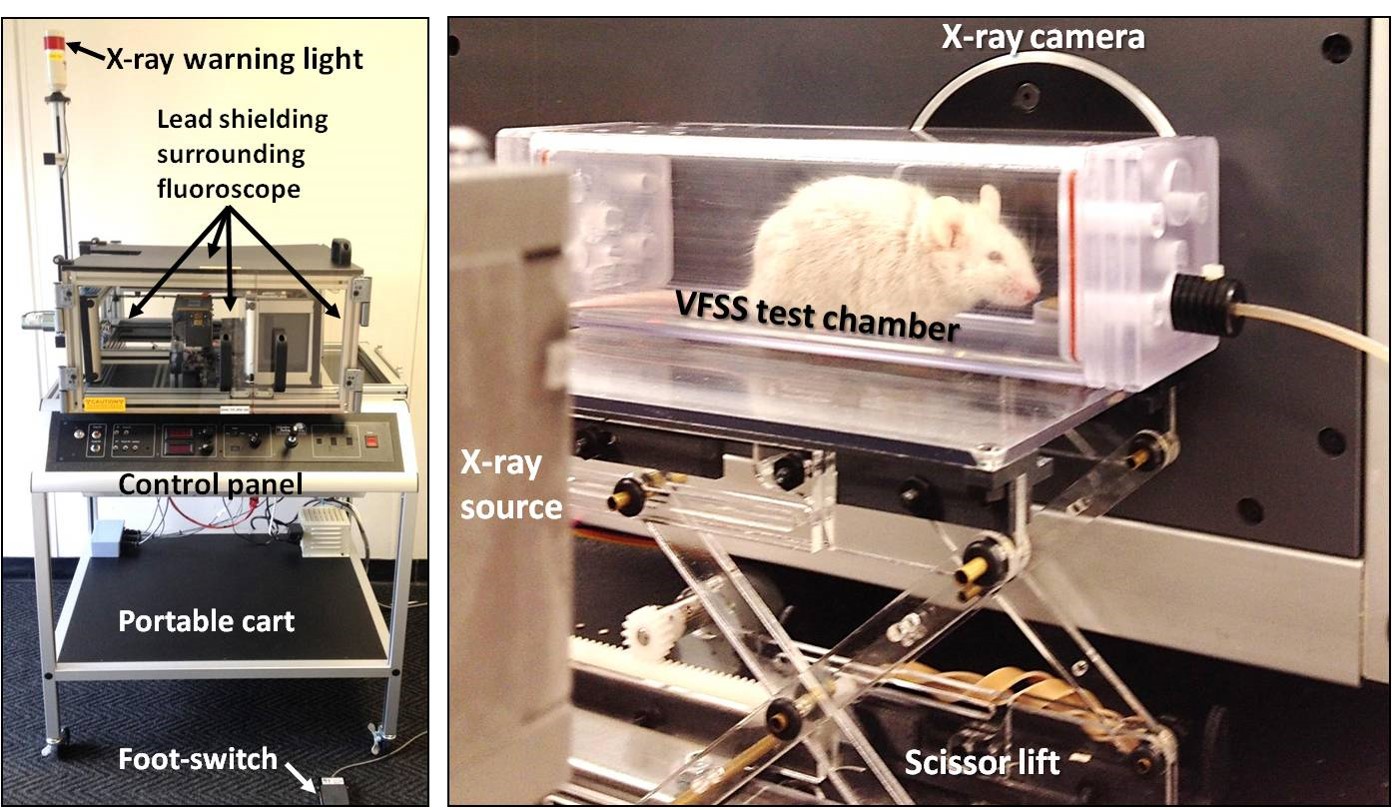 X-ray warning light
Lead shielding
surrounding
fluoroscope
CAUTION
Control panel
Portable cart
Foot-switch
X-ray camera
VFSS test chamber
X-ray
source
Scissor lift